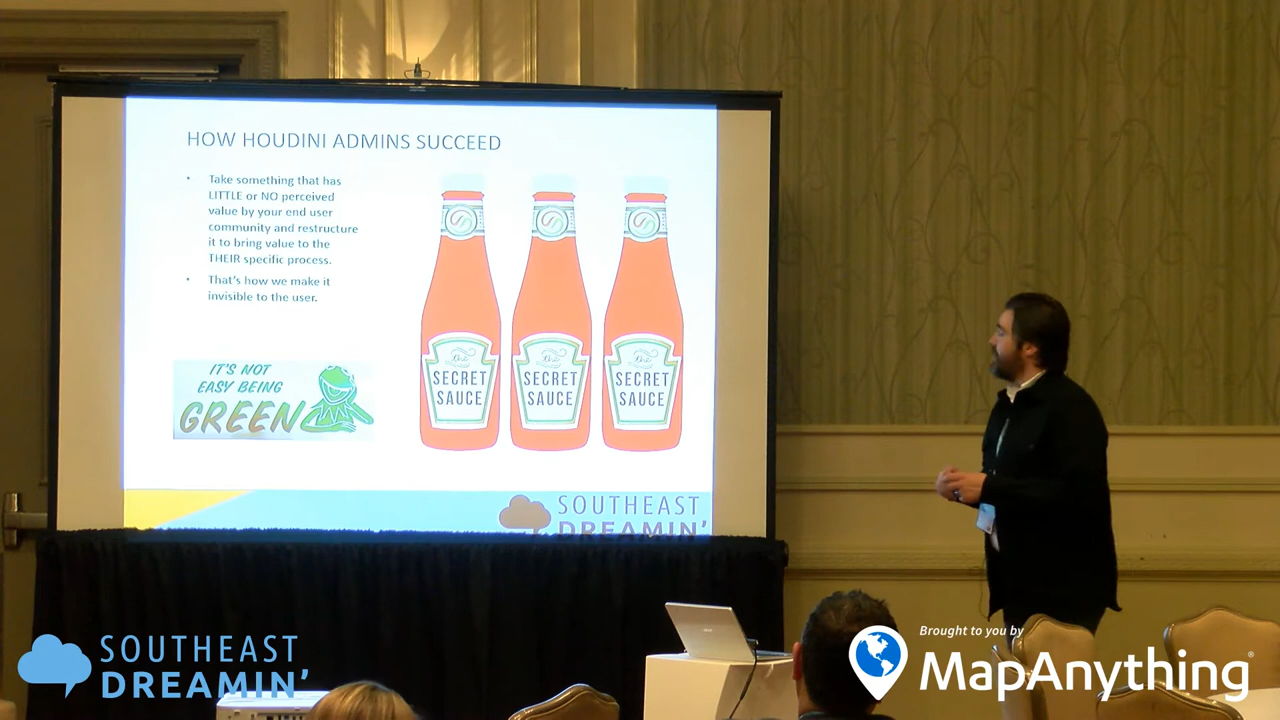 HOW HOUDINI ADMINS SUCCEED
• Take something that has
LITTLE or NO perceived
value by your end user
community and restructure
it to bring value to the
THEIR specific process.
• That's how we make it
invisible to the user.
IT'S NOT
EASY BEING
GREEN
SECRET
SAUCE
SECRET
SAUCE
SECRET
SAUCE
SOUTHEAST
DREAMIN'
SOUTHEAST
DREAMIN'
Brought to you by
MapAnything®